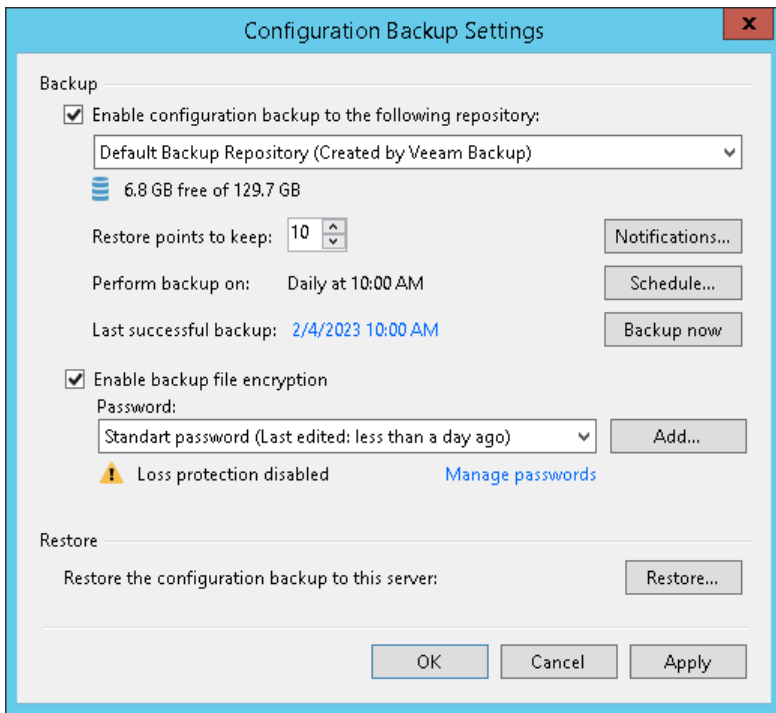 Configuration Backup Settings
x
Backup
Enable configuration backup to the following repository:
Default Backup Repository (Created by Veeam Backup)
6.8 GB free of 129.7 GB
Restore points to keep: 10 Notifications...
Perform backup on: Daily at 10:00 AM Schedule...
Last successful backup: 2/4/2023 10:00 AM Backup now
Enable backup file encryption
Password:
Standart password (Last edited: less than a day ago) Add...
Loss protection disabled Manage passwords
Restore
Restore the configuration backup to this server: Restore...
OK Cancel Apply